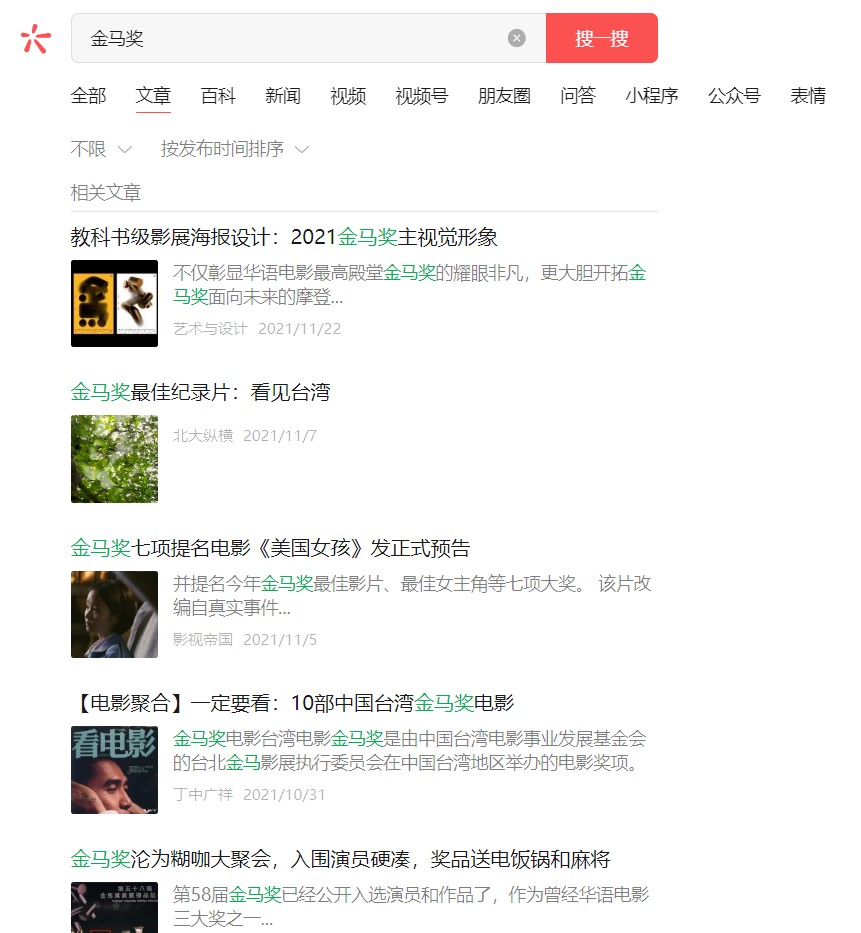 金马奖
搜一搜
全部 文章 百科 新闻 视频 视频号 朋友圈 问答 小程序 公众号 表情
不限 按发布时间排序
相关文章
教科书级影展海报设计：2021金马奖主视觉形象
不仅彰显华语电影最高殿堂金马奖的耀眼非凡，更大胆开拓金
马奖面向未来的摩登...
艺术与设计 2021/11/22
金马奖最佳纪录片：看见台湾
北大纵横 2021/11/7
金马奖七项提名电影《美国女孩》发正式预告
并提名今年金马奖最佳影片、最佳女主角等七项大奖。 该片改
编自真实事件...
影视帝国 2021/11/5
【电影聚合】一定要看：10部中国台湾金马奖电影
看电影
金马奖电影台湾电影金马奖是由中国台湾电影事业发展基金会
的台北金马影展执行委员会在中国台湾地区举办的电影奖项。
丁中广祥 2021/10/31
金马奖沦为糊咖大聚会，入围演员硬凑，奖品送电饭锅和麻将
第五十八届
第58届金马奖已经公开入选演员和作品了，作为曾经华语电影
三大奖之一...